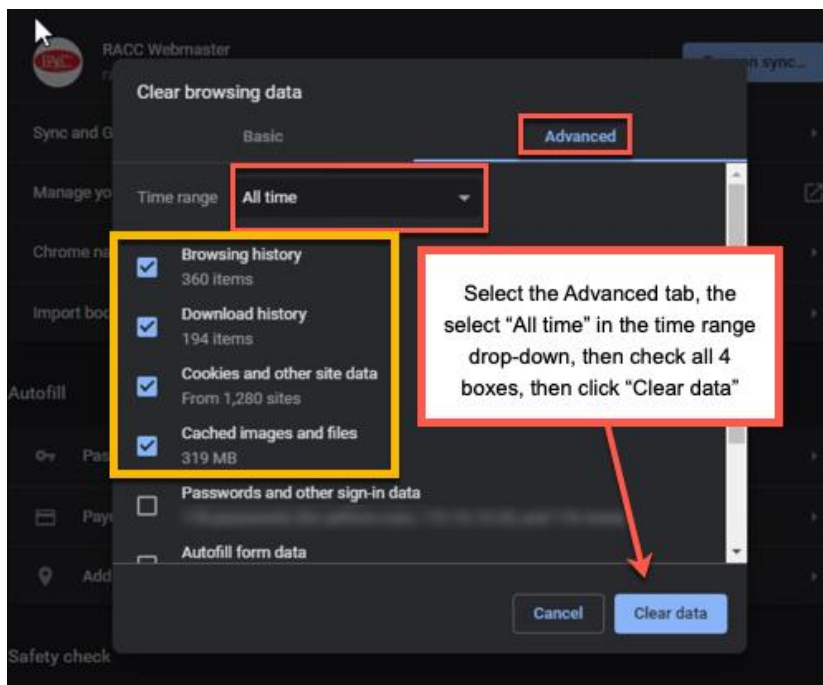 RACC Webmaster
Clear browsing data
Sync and G
Basic
Advanced
Manage yo
Time range
All time
Chrome na
Browsing history
360 items
Import boo
Download history
194 items
Cookies and other site data
From 1,280 sites
Autofill
Cached images and files
319 MB
Select the Advanced tab, the
select “All time” in the time range
drop-down, then check all 4
boxes, then click “Clear data”
Pas
Passwords and other sign-in data
Pay
Autofill form data
Add
Cancel
Clear data
Safety check